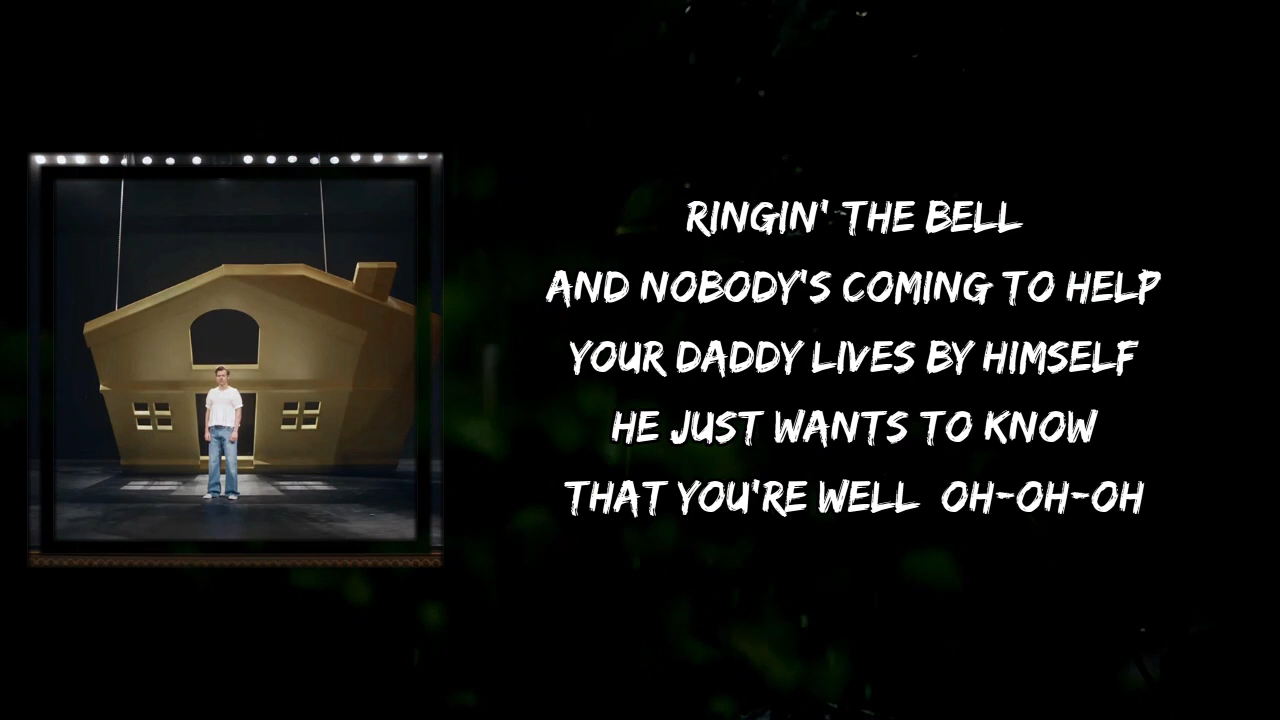 RINGIN' THE BELL
AND NOBODY'S COMING TO HELP
YOUR DADDY LIVES BY HIMSELF
HE JUST WANTS TO KNOW
THAT YOU'RE WELL OH-OH-OH